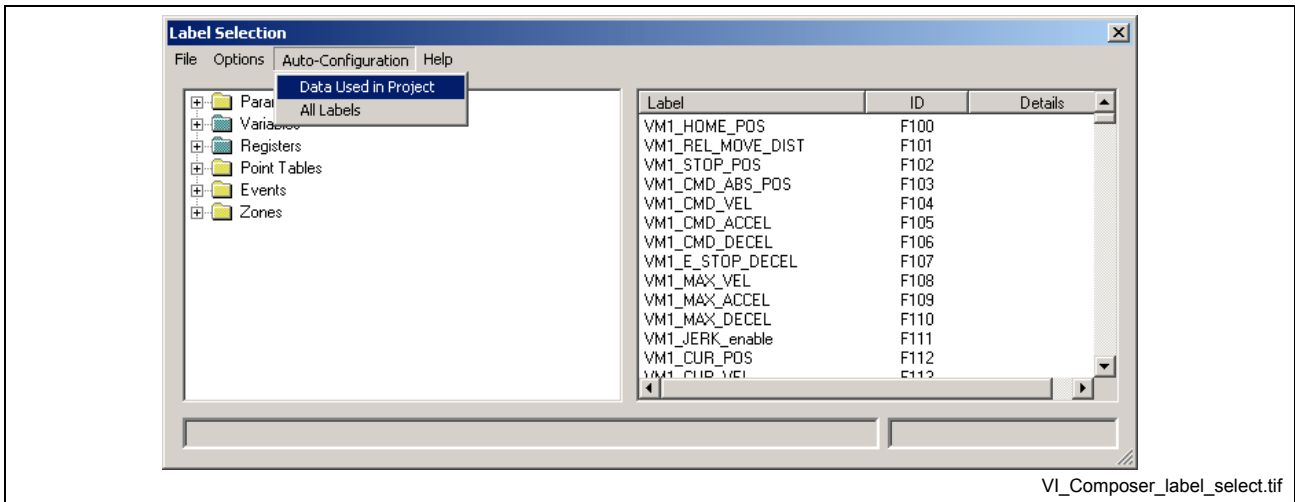 Label Selection
File Options Auto-Configuration Help
Data Used in Project
All Labels
Registers
Point Tables
Events
Zones
Label ID Details
VM1_HOME_POS F100
VM1_REL_MOVE_DIST F101
VM1_STOP_POS F102
VM1_CMD_ABS_POS F103
VM1_CMD_VEL F104
VM1_CMD_ACCEL F105
VM1_CMD_DECEL F106
VM1_E_STOP_DECEL F107
VM1_MAX_VEL F108
VM1_MAX_ACCEL F109
VM1_MAX_DECEL F110
VM1_JERK_enable F111
VM1_CUR_POS F112
VM1_CUR_VEL F113
VI_Composer_label_select.tif